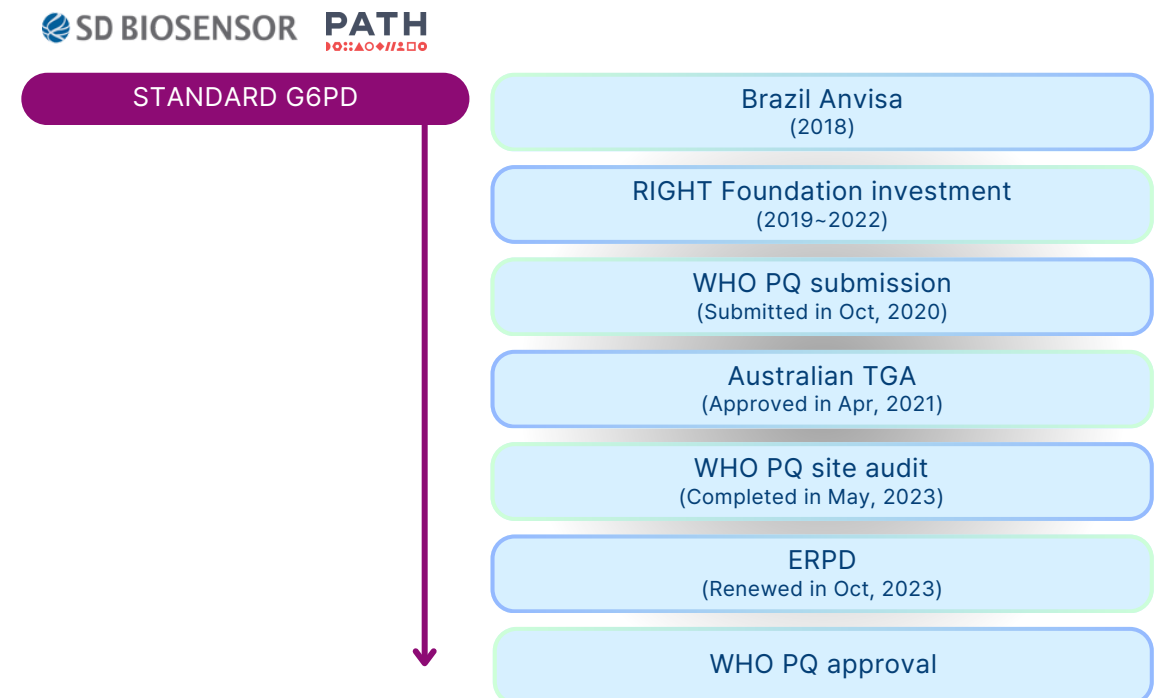 SD BIOSENSOR
PATH
STANDARD G6PD
Brazil Anvisa
(2018)
RIGHT Foundation investment
(2019~2022)
WHO PQ submission
(Submitted in Oct, 2020)
Australian TGA
(Approved in Apr, 2021)
WHO PQ site audit
(Completed in May, 2023)
ERPD
(Renewed in Oct, 2023)
WHO PQ approval